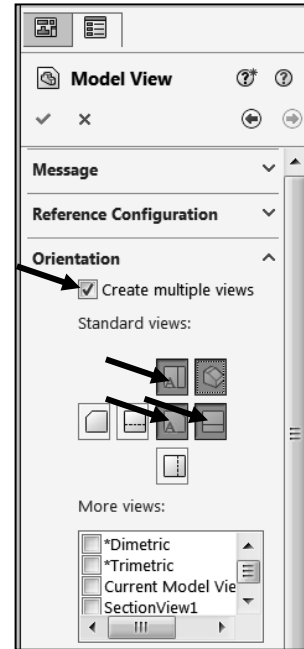 Model View
Message
Reference Configuration
Orientation
Create multiple views
Standard views:
A
A
More views:
*Dimetric
*Trimetric
Current Model Vie
SectionView1